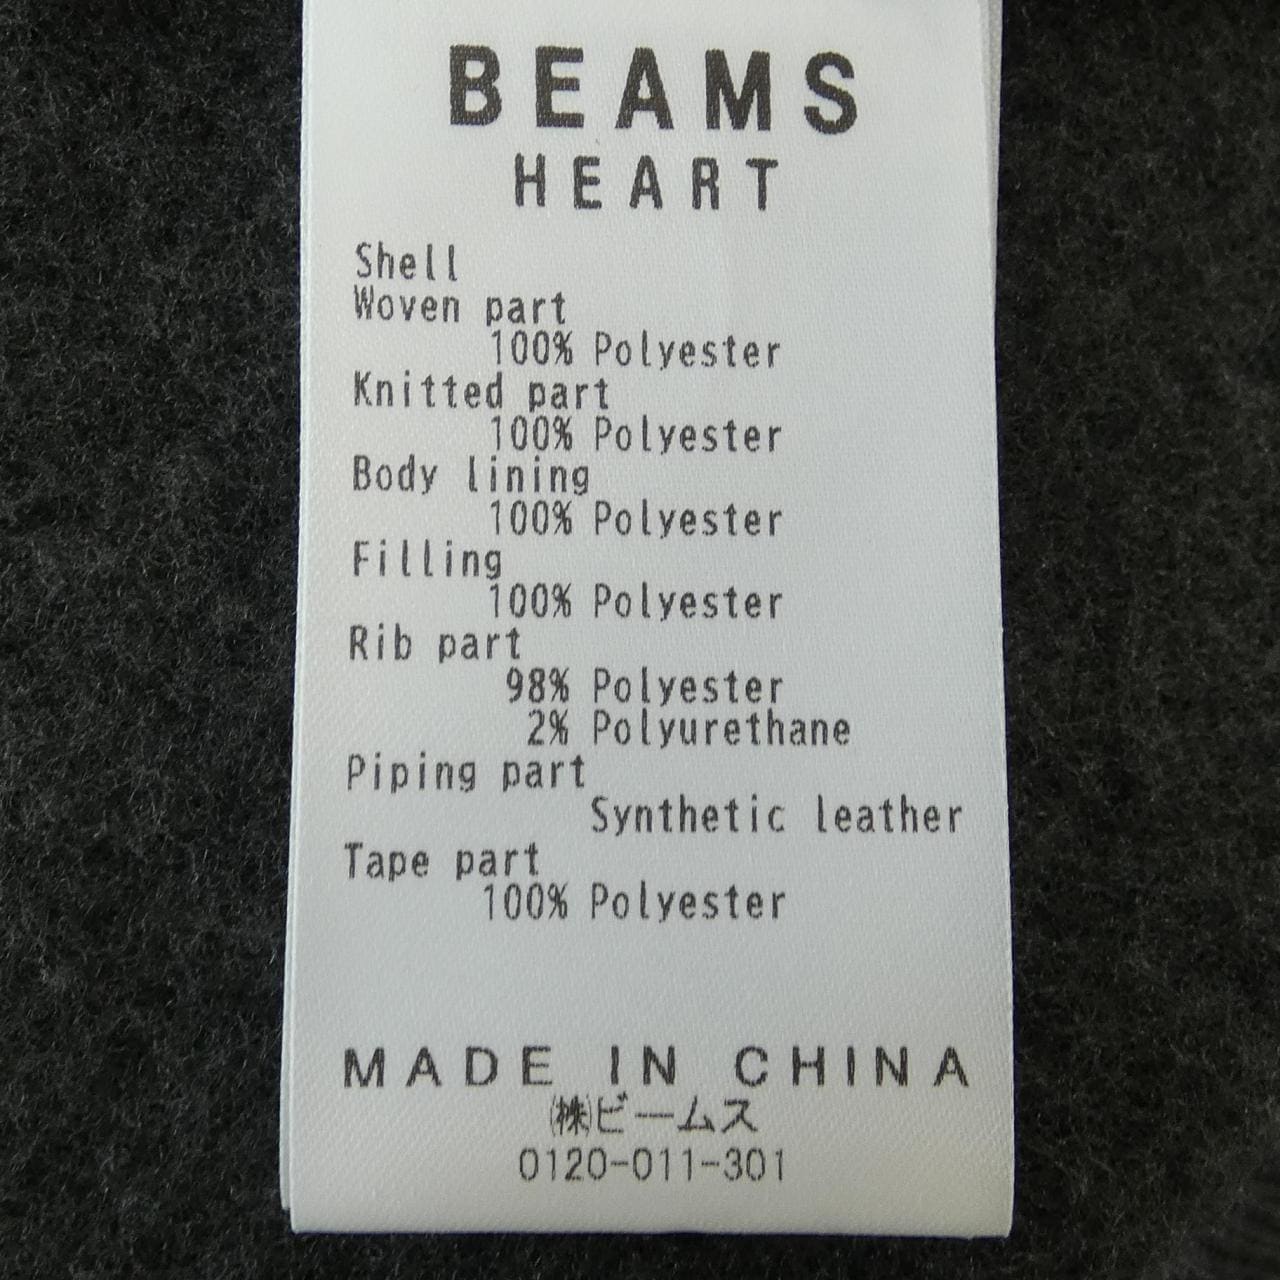 BEAMS
HEART
Shell
Woven part
100% Polyester
Knitted part
100% Polyester
Body lining
100% Polyester
Filling
100% Polyester
Rib part
98% Polyester
2% Polyurethane
Piping part
Synthetic leather
Tape part
100% Polyester
MADE IN CHINA
㈱ビームス
0120-011-301